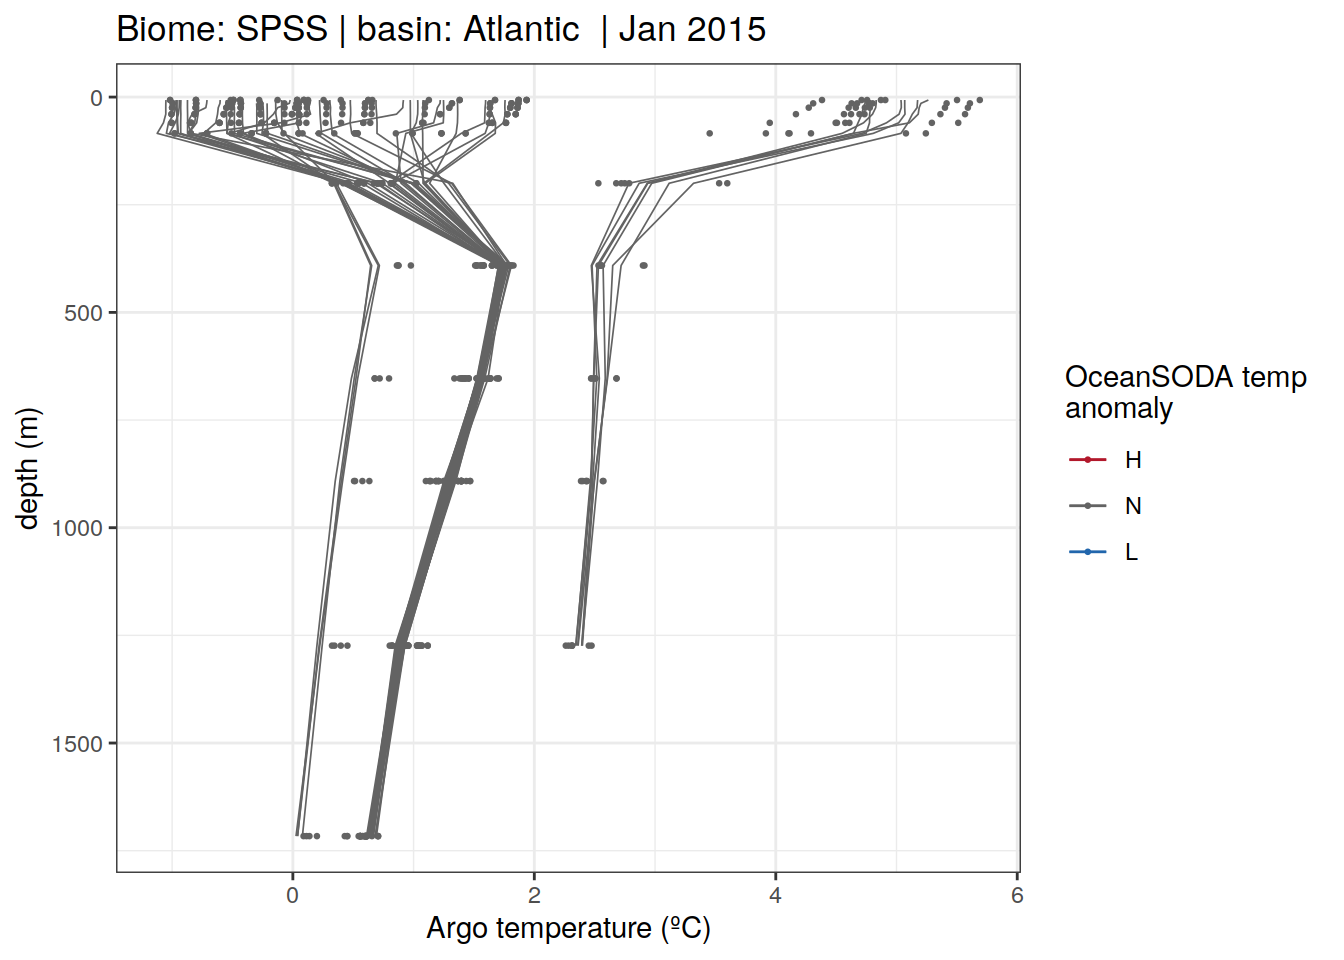 Biome: SPSS | basin: Atlantic  | Jan 2015
0
500
1000
1500
depth (m)
0
2
4
6
Argo temperature (ºC)
OceanSODA temp
anomaly
H
N
L